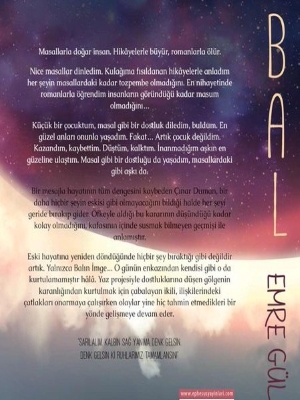 Masallarla doğar insan. Hikâyelerle büyür, romanlarla ölür.
Nice masallar dinledim. Kulağıma fısıldanan hikâyelerle anladım
her şeyin masallardaki kadar tozpembe olmadığını. En nihayetinde
romanlarla öğrendim insanların göründüğü kadar masum
olmadığını...
Küçük bir çocuktum, masal gibi bir dostluk diledim, buldum. En
güzel anları onunla yaşadım. Fakat... Artık çocuk değildim.
Kazandım, kaybettim. Düştüm, kalktım. İnanmadığım aşkın en
güzeline ulaştım. Masal gibi bir dostluğu da yaşadım, masallardaki
gibi aşkı da.
Bir mesajla hayatının tüm dengesini kaybeden Çınar Duman, bir
daha hiçbir şeyin eskisi gibi olmayacağını bildiği halde her şeyi
geride bırakıp gider. Öfkeyle aldığı bu kararının düşündüğü kadar
kolay olmadığını, kafasının içinde susmak bilmeyen geçmişi ile
anlamıştır.
Eski hayatına yeniden döndüğünde hiçbir şey bıraktığı gibi değildir
artık. Yalnızca Balın İmge... O günün enkazından kendisi gibi o da
kurtulamamıştır hâlâ. Yaz projesiyle dostluklarına düşen gölgenin
karanlığından kurtulmak için çabalayan ikili, ilişkilerindeki
çatlakları onarmaya çalışırken olaylar yine hiç tahmin etmedikleri bir
yönde gelişmeye devam eder.
"SARILALIM, KALBİN SAĞ YANIMA DENK GELSİN.
DENK GELSİN Kİ RUHLARIMIZ TAMAMLANSIN!"
BAL
EMRE GÜL